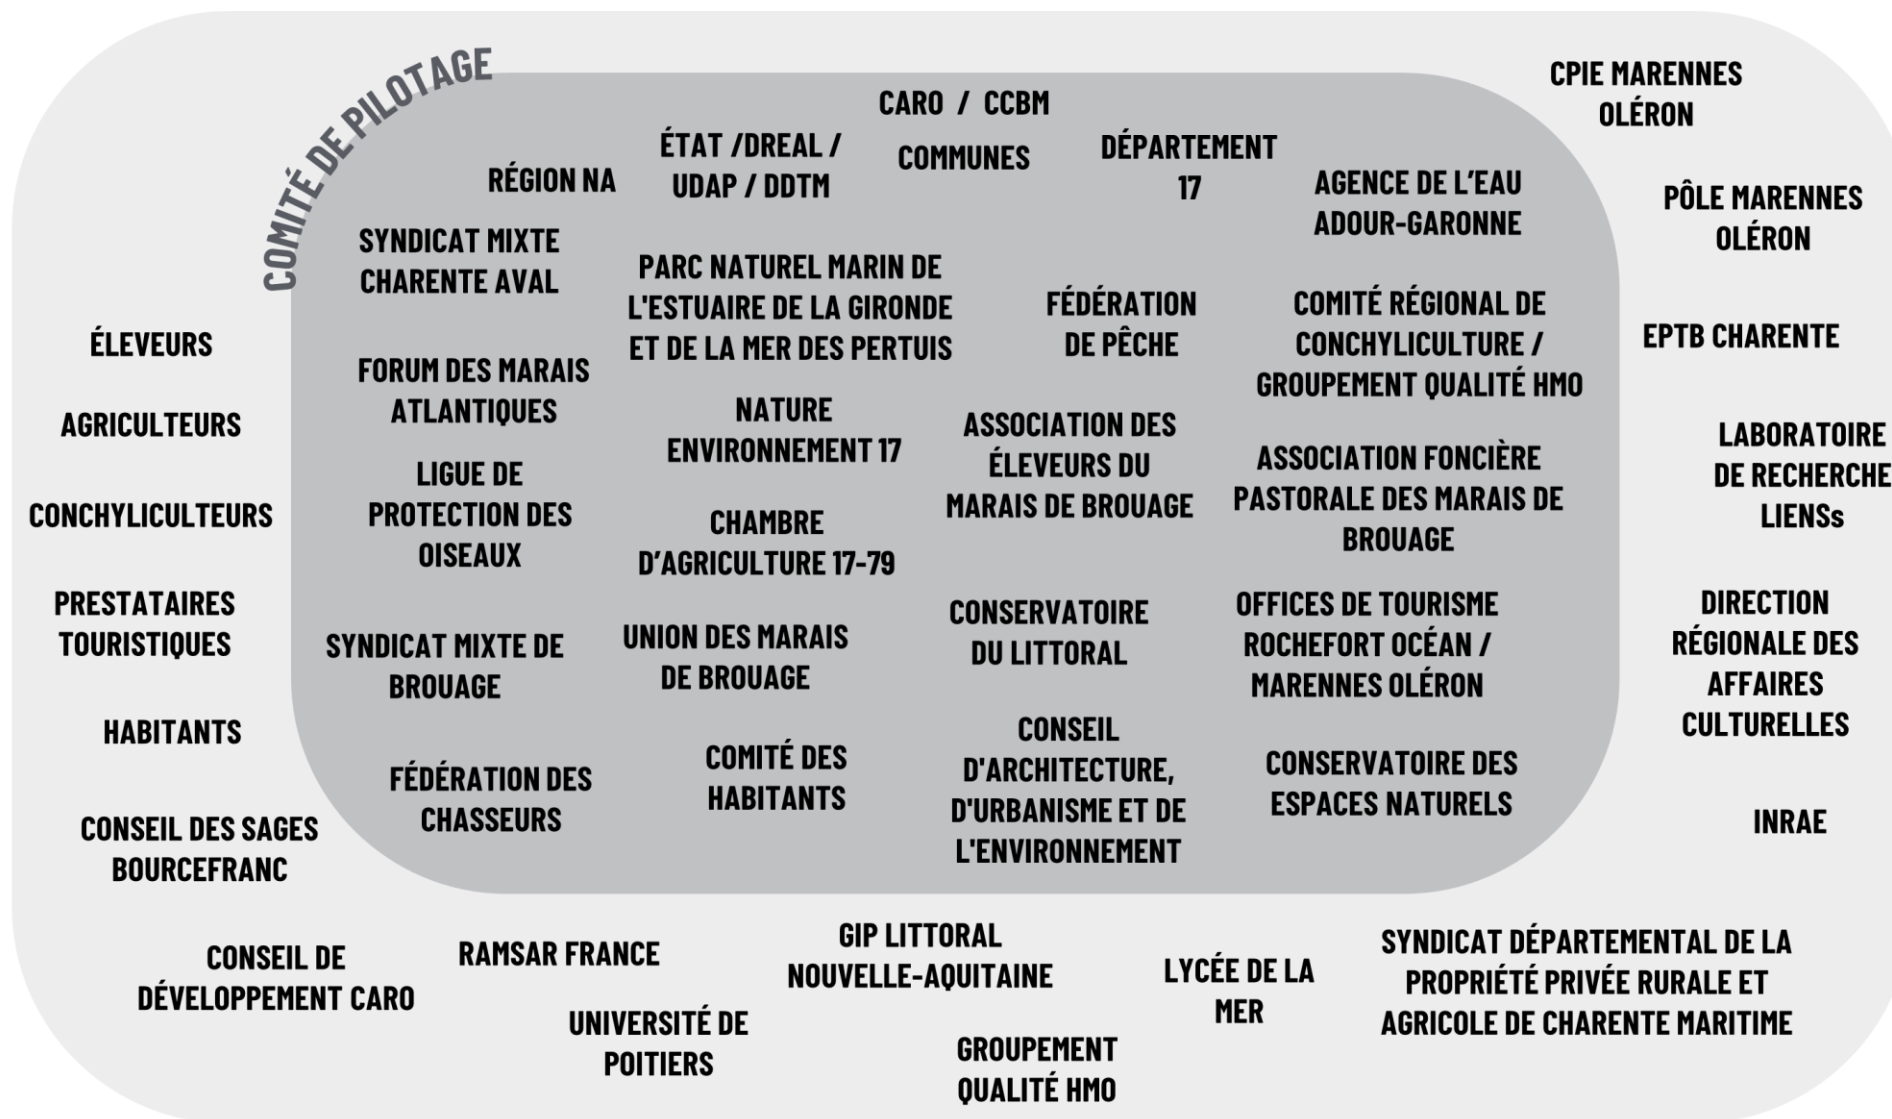 COMITÉ DE PILOTAGE
CARO / CCBM
COMMUNES
ÉTAT /DREAL /
UDAP / DDTM
RÉGION NA
DÉPARTEMENT
17
AGENCE DE L'EAU
ADOUR-GARONNE
SYNDICAT MIXTE
CHARENTE AVAL
PARC NATUREL MARIN DE
L'ESTUAIRE DE LA GIRONDE
ET DE LA MER DES PERTUIS
FÉDÉRATION
DE PÊCHE
COMITÉ RÉGIONAL DE
CONCHYLICULTURE /
GROUPEMENT QUALITÉ HMO
FORUM DES MARAIS
ATLANTIQUES
NATURE
ENVIRONNEMENT 17
ASSOCIATION DES
ÉLEVEURS DU
MARAIS DE BROUAGE
ASSOCIATION FONCIÈRE
PASTORALE DES MARAIS DE
BROUAGE
LIGUE DE
PROTECTION DES
OISEAUX
CHAMBRE
D'AGRICULTURE 17-79
CONSERVATOIRE
DU LITTORAL
OFFICES DE TOURISME
ROCHEFORT OCÉAN /
MARENNES OLÉRON
SYNDICAT MIXTE DE
BROUAGE
UNION DES MARAIS
DE BROUAGE
CONSEIL
D'ARCHITECTURE,
D'URBANISME ET DE
L'ENVIRONNEMENT
CONSERVATOIRE DES
ESPACES NATURELS
FÉDÉRATION DES
CHASSEURS
COMITÉ DES
HABITANTS
ÉLEVEURS
AGRICULTEURS
CONCHYLICULTEURS
PRESTATAIRES
TOURISTIQUES
HABITANTS
CONSEIL DES SAGES
BOURCEFRANC
CONSEIL DE
DÉVELOPPEMENT CARO
RAMSAR FRANCE
UNIVERSITÉ DE
POITIERS
GIP LITTORAL
NOUVELLE-AQUITAINE
GROUPEMENT
QUALITÉ HMO
LYCÉE DE LA
MER
SYNDICAT DÉPARTEMENTAL DE LA
PROPRIÉTÉ PRIVÉE RURALE ET
AGRICOLE DE CHARENTE MARITIME
CPIE MARENNES
OLÉRON
PÔLE MARENNES
OLÉRON
EPTB CHARENTE
LABORATOIRE
DE RECHERCHE
LIENSs
DIRECTION
RÉGIONALE DES
AFFAIRES
CULTURELLES
INRAE